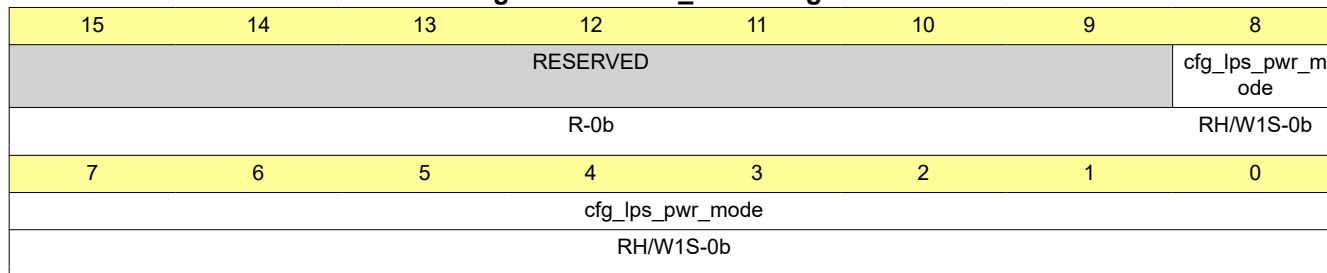 15 14 13 12 11 10 9 8
RESERVED cfg_lps_pwr_m
ode
R-0b RH/W1S-0b
7 6 5 4 3 2 1 0
cfg_lps_pwr_mode
RH/W1S-0b